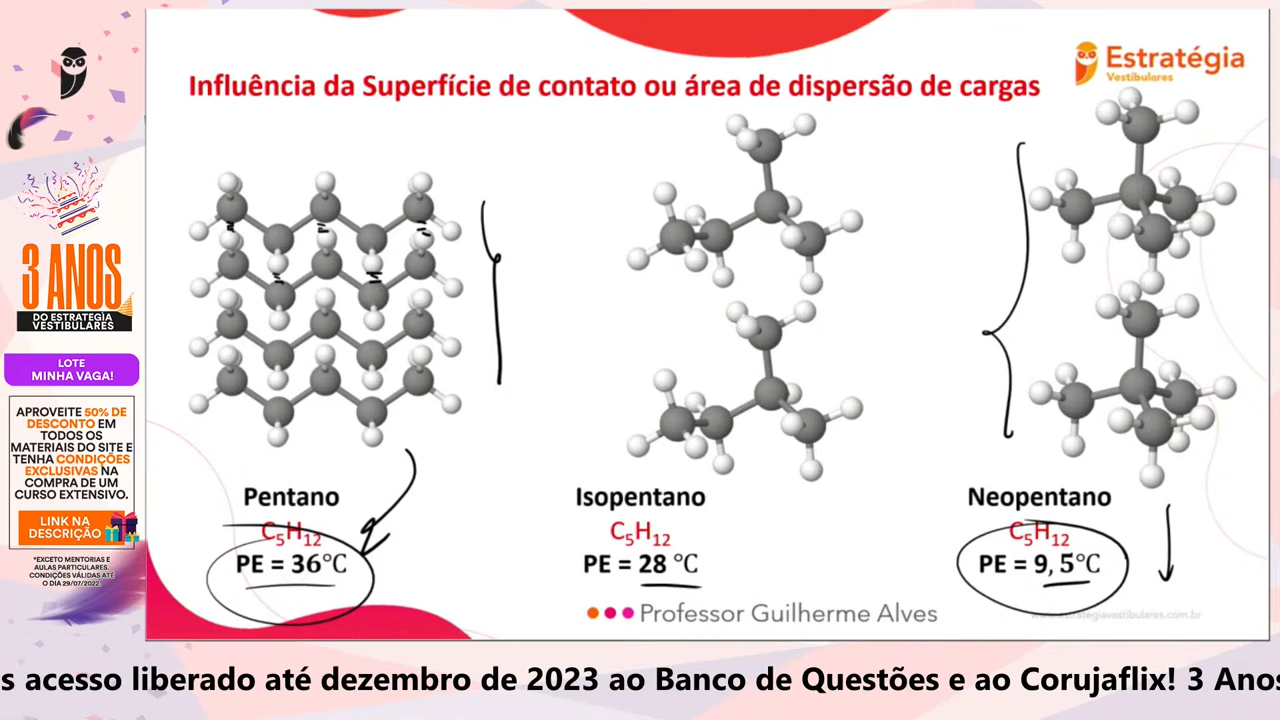 Influência da Superfície de contato ou área de dispersão de cargas
Estratégia
Vestibulares
3 ANOS
DO ESTRATÉGIA
VESTIBULARES
LOTE
MINHA VAGA!
APROVEITE 50% DE
DESCONTO EM
TODOS OS
MATERIAIS DO SITE E
TENHA CONDIÇÕES
EXCLUSIVAS NA
COMPRA DE UM
CURSO EXTENSIVO.
LINK NA
DESCRIÇÃO
*EXCETO MENTORIAS E
AULAS PARTICULARES.
CONDIÇÕES VÁLIDAS ATÉ
O DIA 29/07/2022.
Pentano
C₅H₁₂
PE = 36°C
Isopentano
C₅H₁₂
PE = 28 °C
Neopentano
C₅H₁₂
PE = 9, 5°C
Professor Guilherme Alves
www.estrategiavestibulares.com.br
s acesso liberado até dezembro de 2023 ao Banco de Questões e ao Corujaflix! 3 Anos